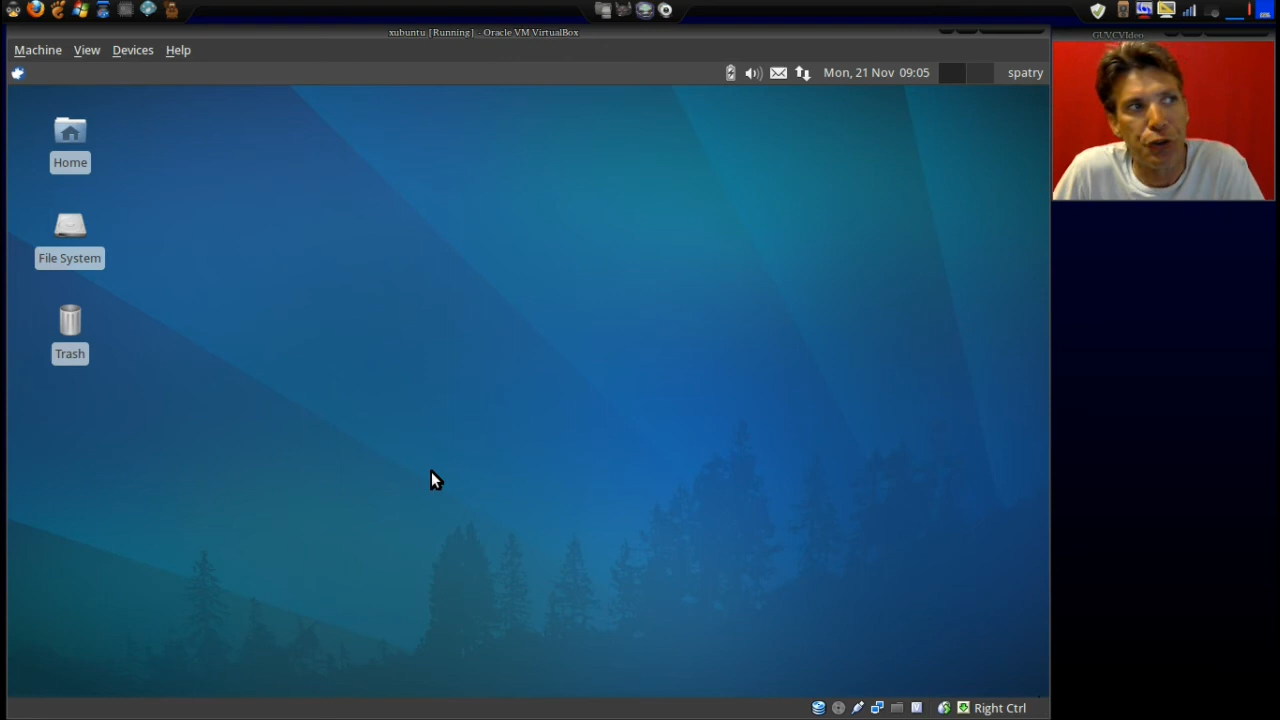 xubuntu [Running] - Oracle VM VirtualBox
GUVCVideo
Machine View Devices Help
Mon, 21 Nov 09:05 spatry
Home
File System
Trash
Right Ctrl